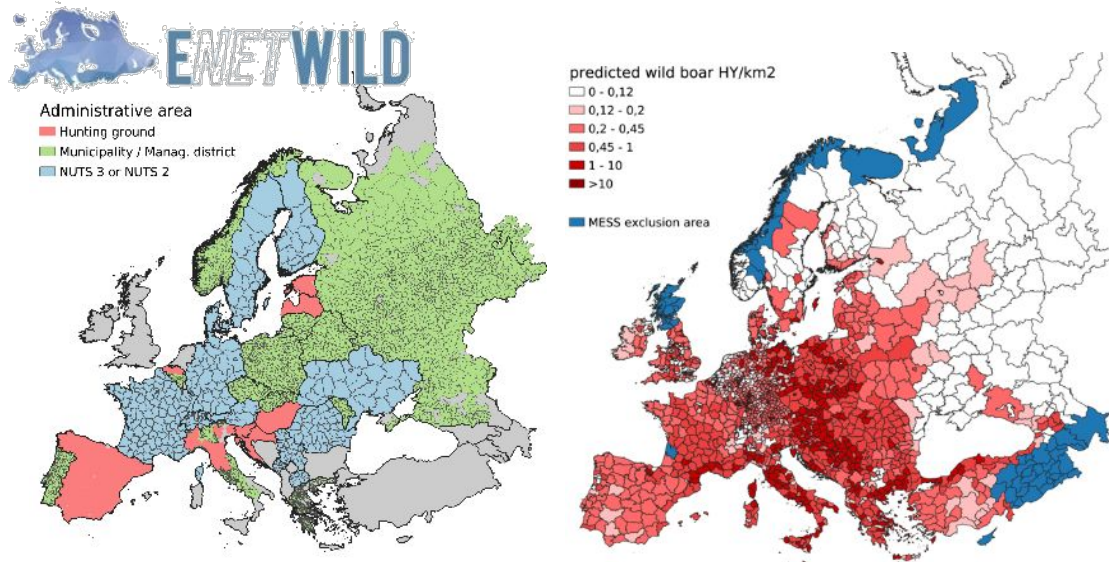 ENETWILD
Administrative area
Hunting ground
Municipality / Manag. district
NUTS 3 or NUTS 2
predicted wild boar HY/km2
0 - 0,12
0,12 - 0,2
0,2 - 0,45
0,45 - 1
1 - 10
>10
MESS exclusion area